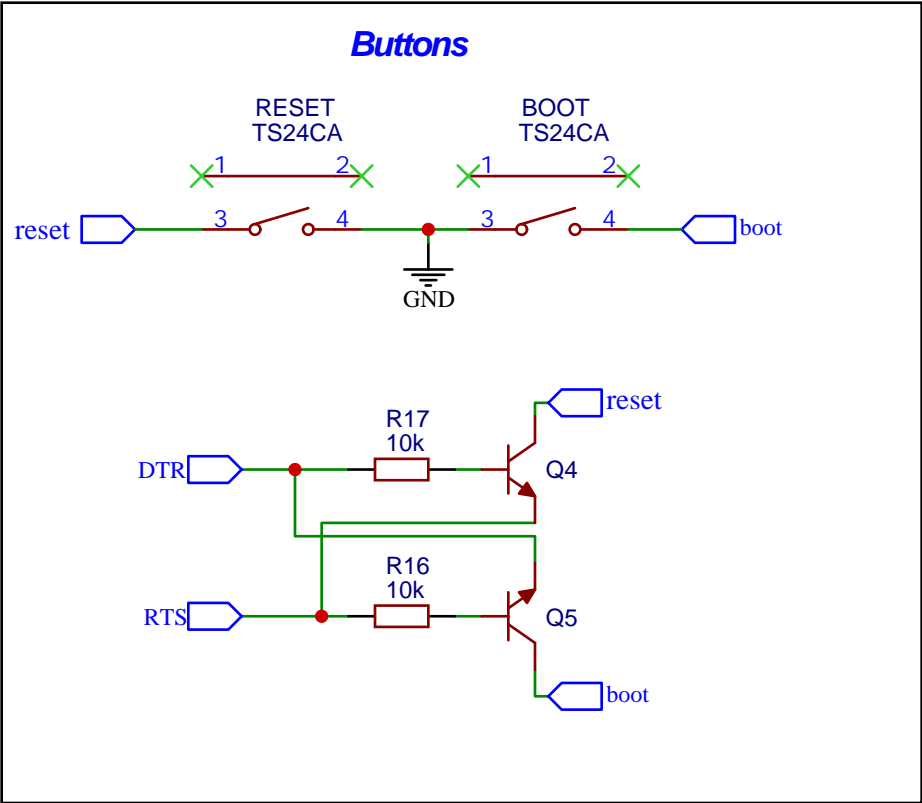 Buttons
RESET
TS24CA
BOOT
TS24CA
1 2
1 2
reset 3 4
3 4 boot
GND
reset
R17
10k
DTR
Q4
R16
10k
RTS
Q5
boot